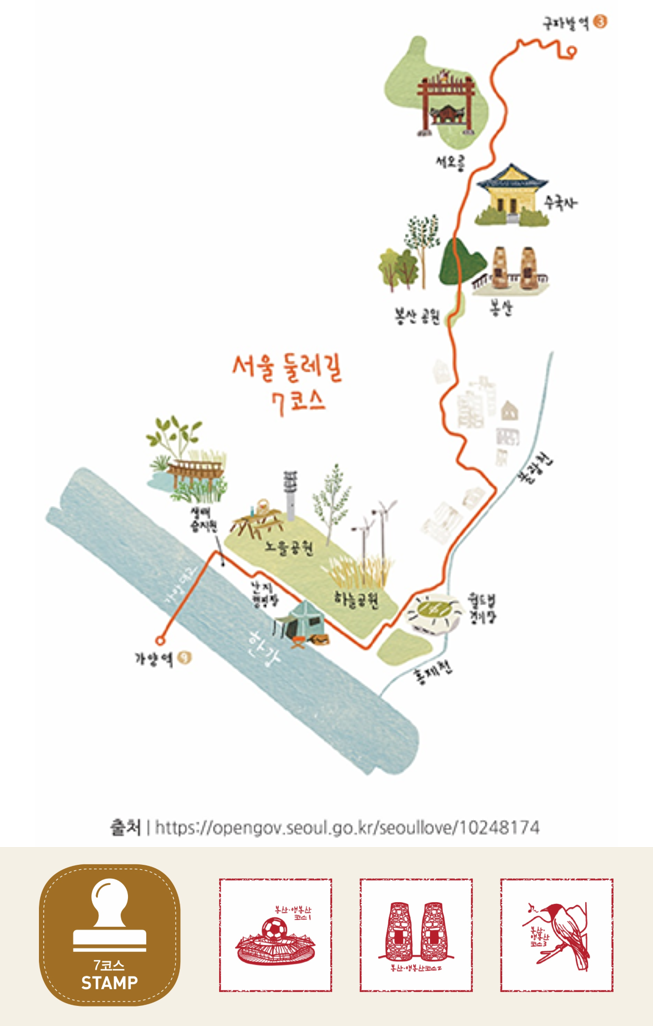 구파발역 3
서오릉
수국사
봉산 공원
봉산
서울 둘레길
7코스
불광천
생태
습지원
노을공원
난지
캠핑장
하늘공원
월드컵
경기장
가양대교
한강
가양역 9
홍제천
출처 | https://opengov.seoul.go.kr/seoullove/10248174
7코스
STAMP
봉산·앵봉산
코스1
봉산·앵봉산코스2
봉산·
앵봉산
코스3